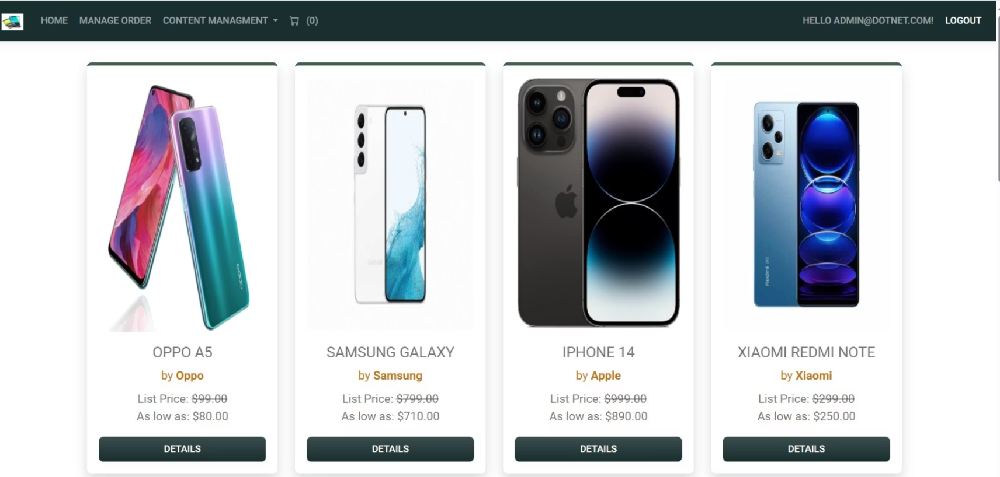 HOME MANAGE ORDER CONTENT MANAGMENT (0) HELLO ADMIN@DOTNET.COM! LOGOUT
oppo
SAMSUNG
Redmi
OPPO A5
by Oppo
List Price: $99.00
As low as: $80.00
DETAILS
SAMSUNG GALAXY
by Samsung
List Price: $799.00
As low as: $710.00
DETAILS
IPHONE 14
by Apple
List Price: $999.00
As low as: $890.00
DETAILS
XIAOMI REDMI NOTE
by Xiaomi
List Price: $299.00
As low as: $250.00
DETAILS